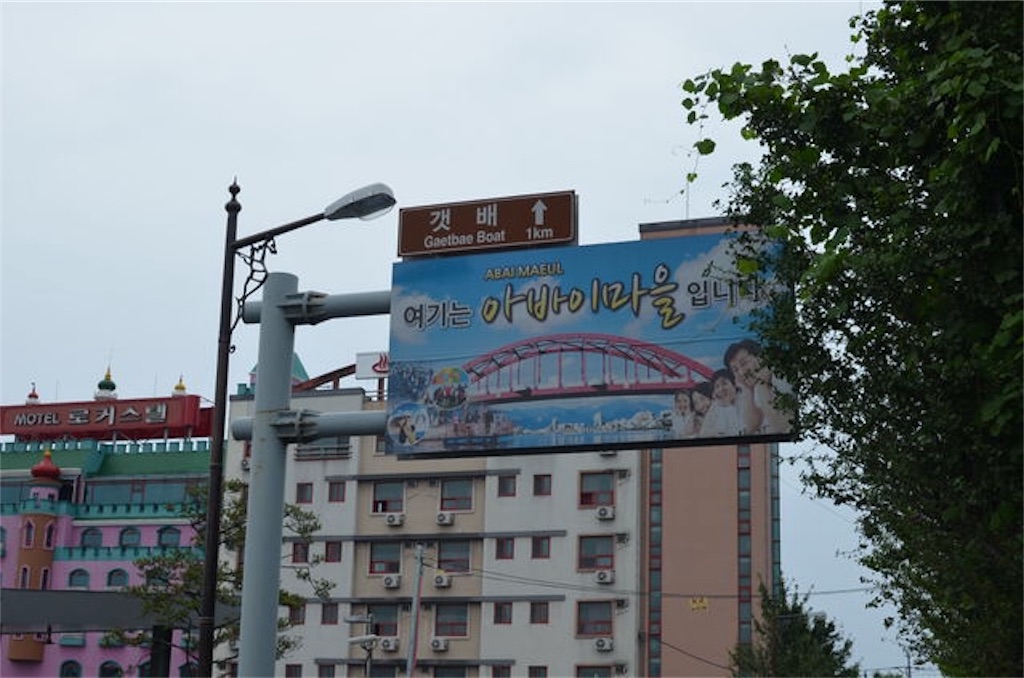 갯 배
Gaetbae Boat 1km
ABAI MAEUL
여기는 아바이마을 입니다
MOTEL 로커스빌